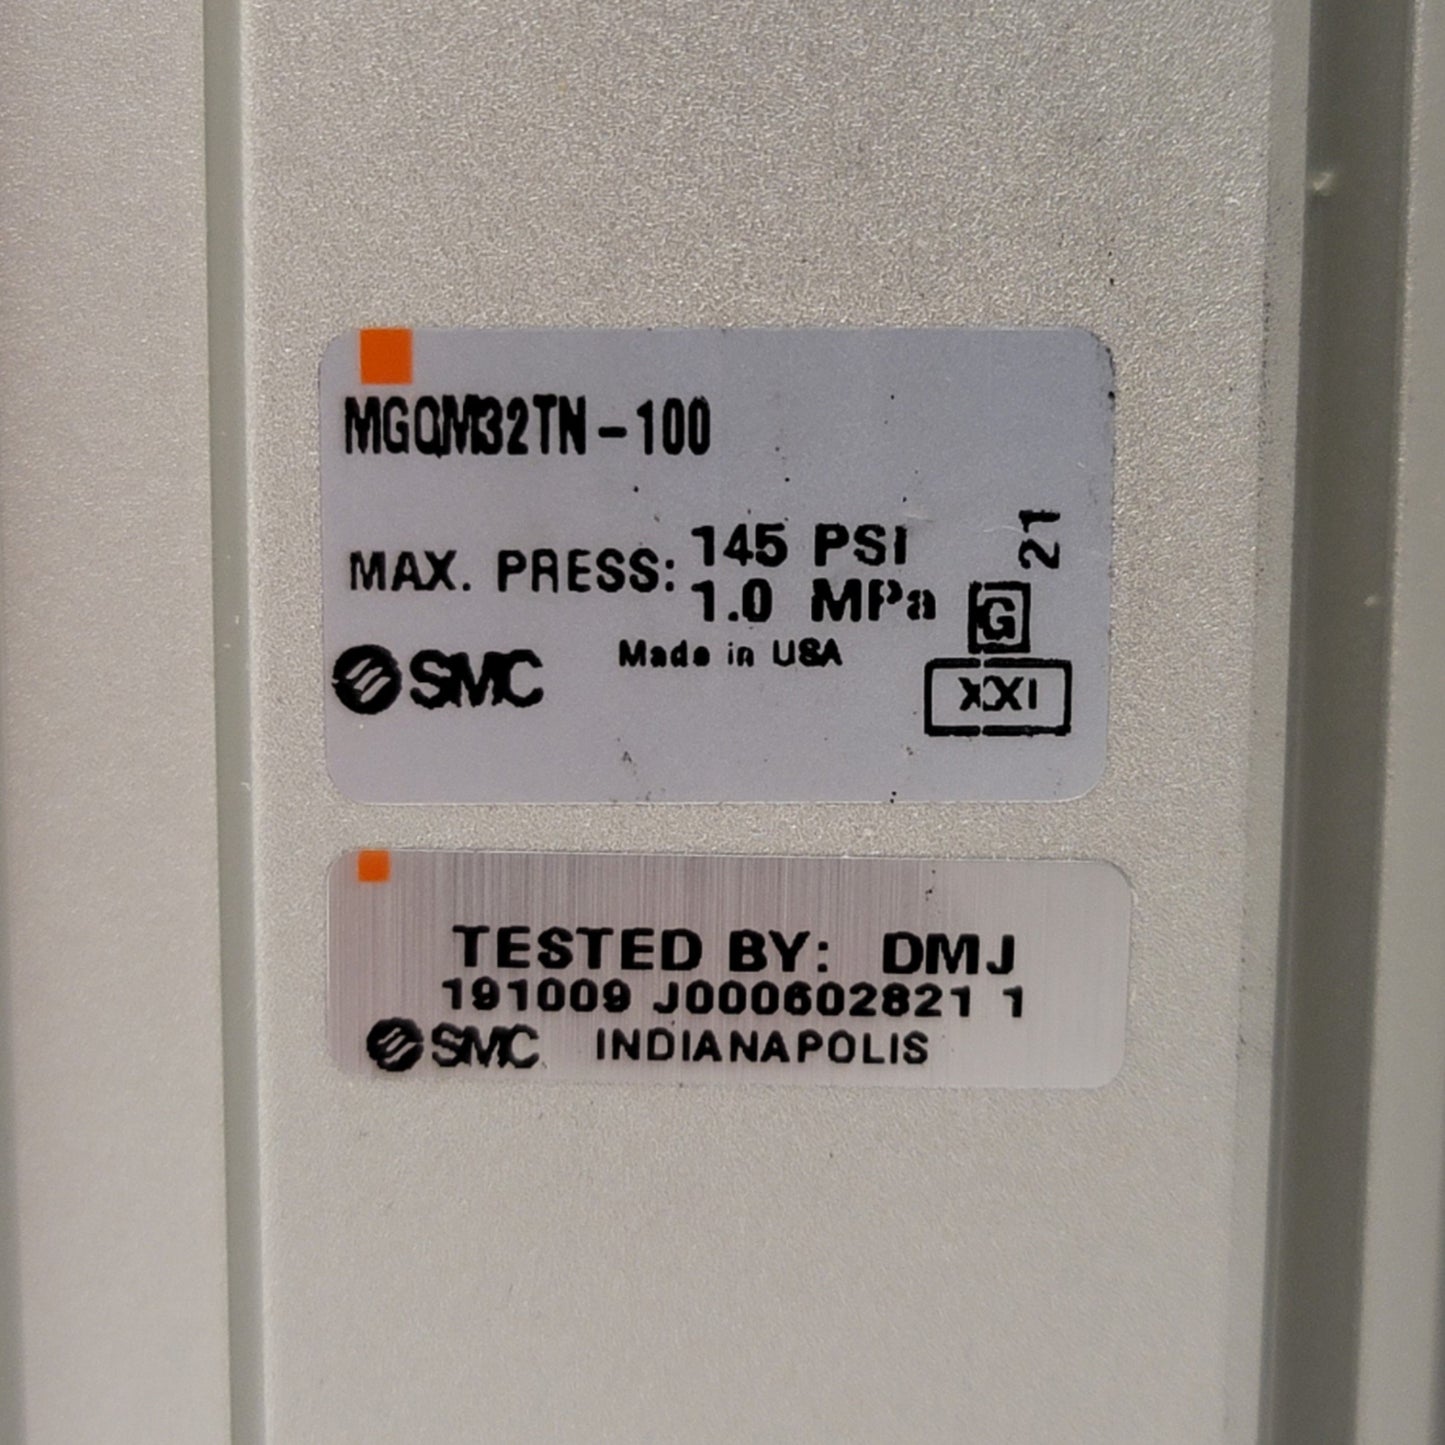 MGQM32TN-100
MAX. PRESS: 145 PSI
1.0 MPa
21
G
Made in USA
SMC
XXI
TESTED BY: DMJ
191009 J000602821 1
SMC INDIANAPOLIS